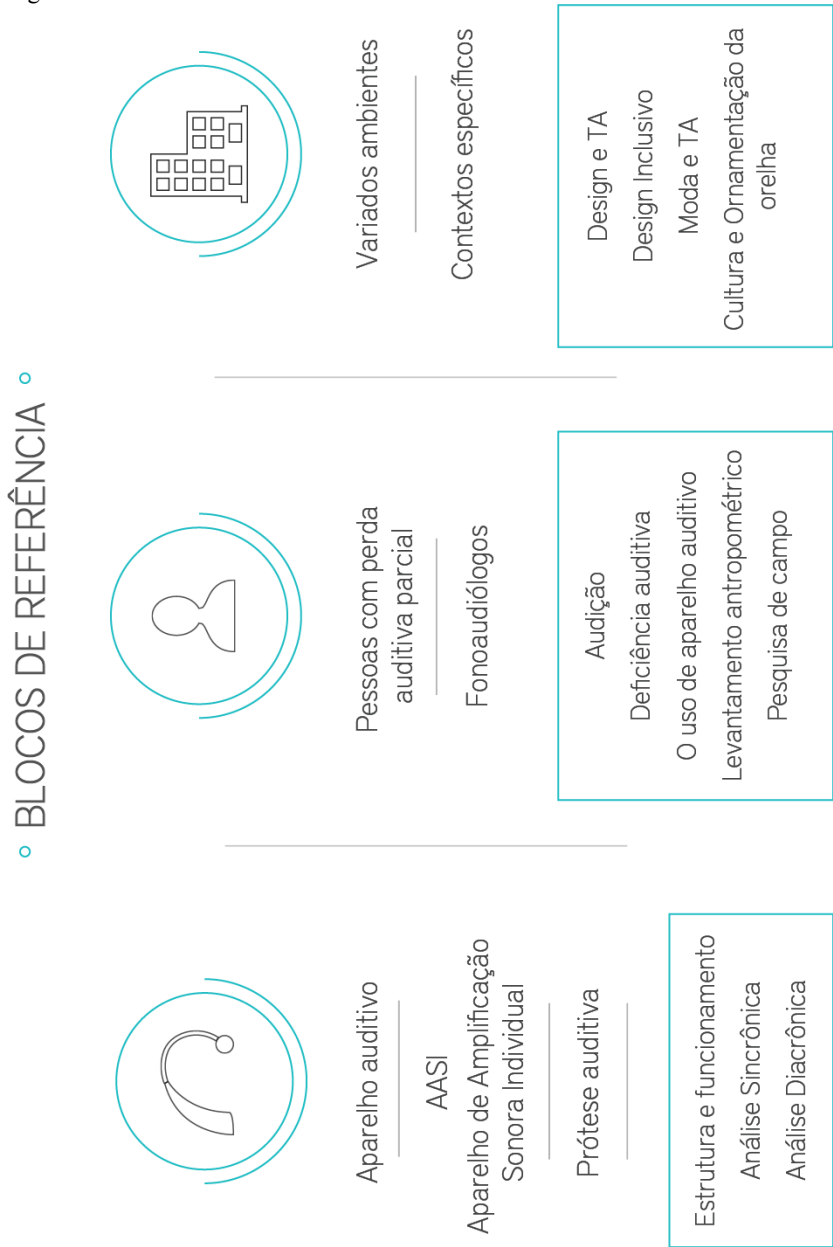 BLOCOS DE REFERÊNCIA
Aparelho auditivo
AASI
Aparelho de Amplificação
Sonora Individual
Prótese auditiva
Estrutura e funcionamento
Análise Sincrônica
Análise Diacrônica
Pessoas com perda
auditiva parcial
Fonoaudiólogos
Audição
Deficiência auditiva
O uso de aparelho auditivo
Levantamento antropométrico
Pesquisa de campo
Variados ambientes
Contextos específicos
Design e TA
Design Inclusivo
Moda e TA
Cultura e Ornamentação da
orelha